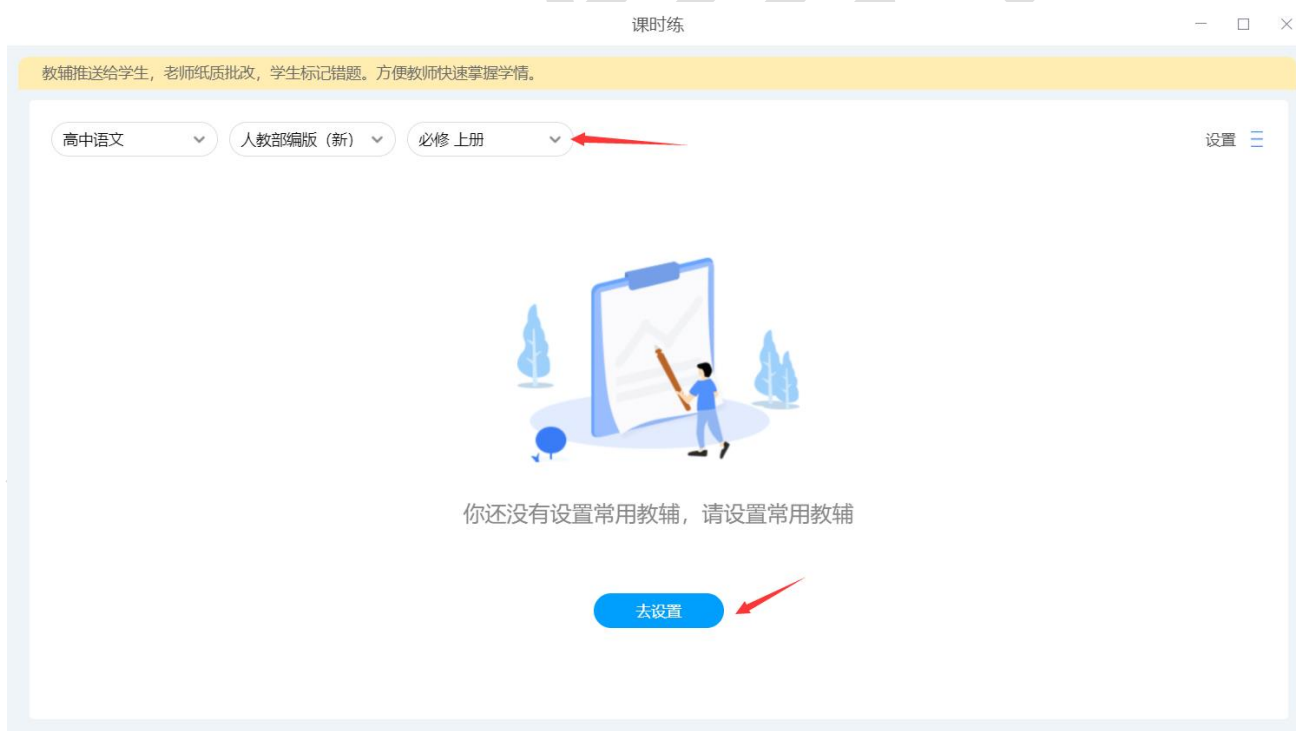 课时练
教辅推送给学生，老师纸质批改，学生标记错题。方便教师快速掌握学情。
高中语文 人教部编版（新） 必修 上册 设置
你还没有设置常用教辅，请设置常用教辅
去设置